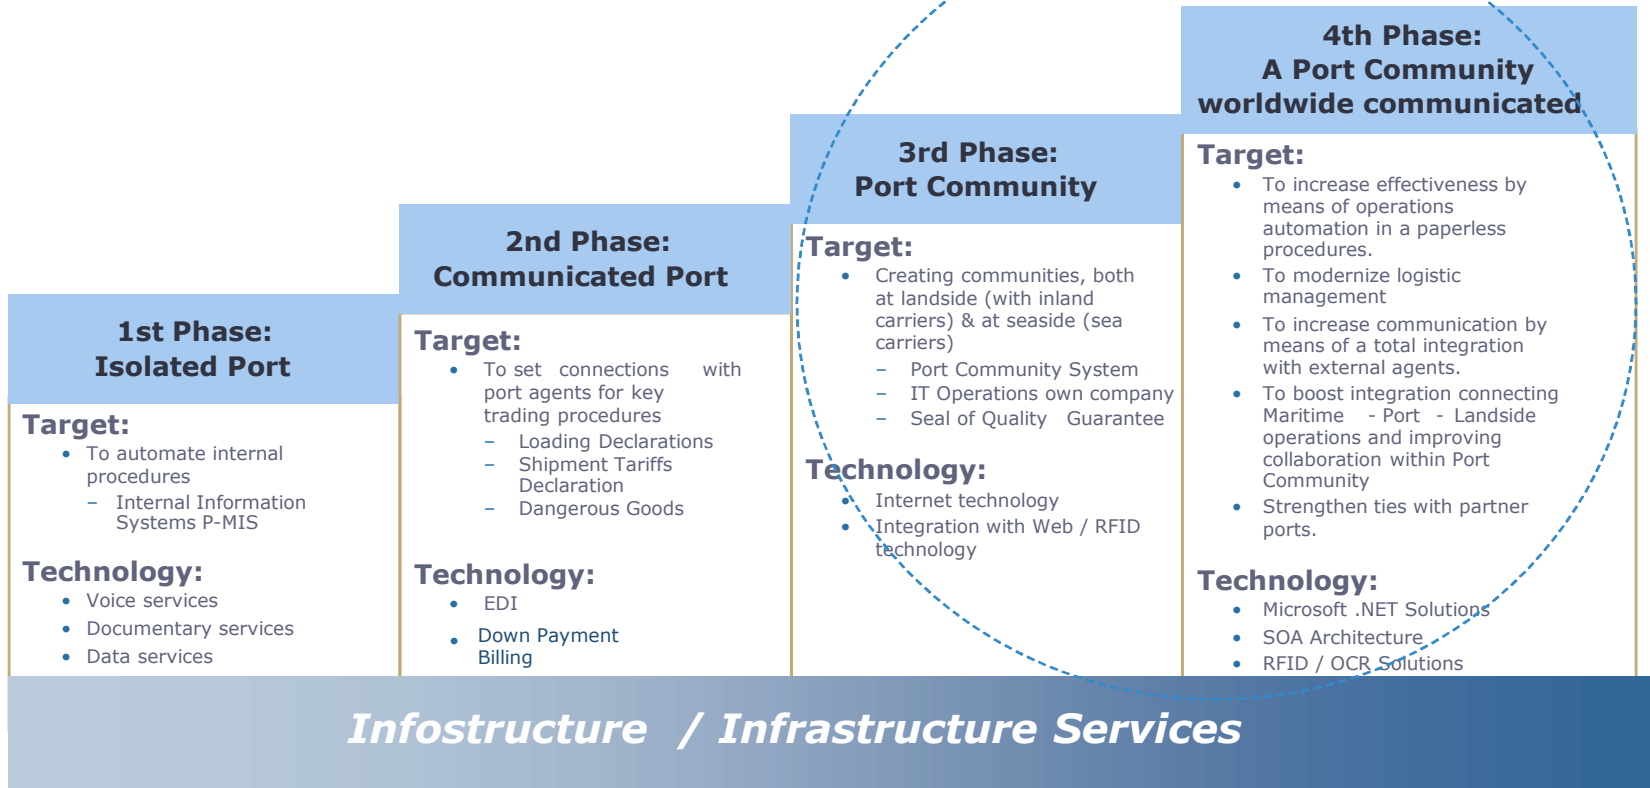 1st Phase:
Isolated Port
Target:
• To automate internal
procedures
– Internal Information
Systems P-MIS
Technology:
• Voice services
• Documentary services
• Data services
2nd Phase:
Communicated Port
Target:
• To set connections with
port agents for key
trading procedures
– Loading Declarations
– Shipment Tariffs
Declaration
– Dangerous Goods
Technology:
• EDI
• Down Payment
Billing
3rd Phase:
Port Community
Target:
• Creating communities, both
at landside (with inland
carriers) & at seaside (sea
carriers)
– Port Community System
– IT Operations own company
– Seal of Quality Guarantee
Technology:
• Internet technology
• Integration with Web / RFID
technology
4th Phase:
A Port Community
worldwide communicated
Target:
• To increase effectiveness by
means of operations
automation in a paperless
procedures.
• To modernize logistic
management
• To increase communication by
means of a total integration
with external agents.
• To boost integration connecting
Maritime - Port - Landside
operations and improving
collaboration within Port
Community
• Strengthen ties with partner
ports.
Technology:
• Microsoft .NET Solutions
• SOA Architecture
• RFID / OCR Solutions
Infostructure / Infrastructure Services